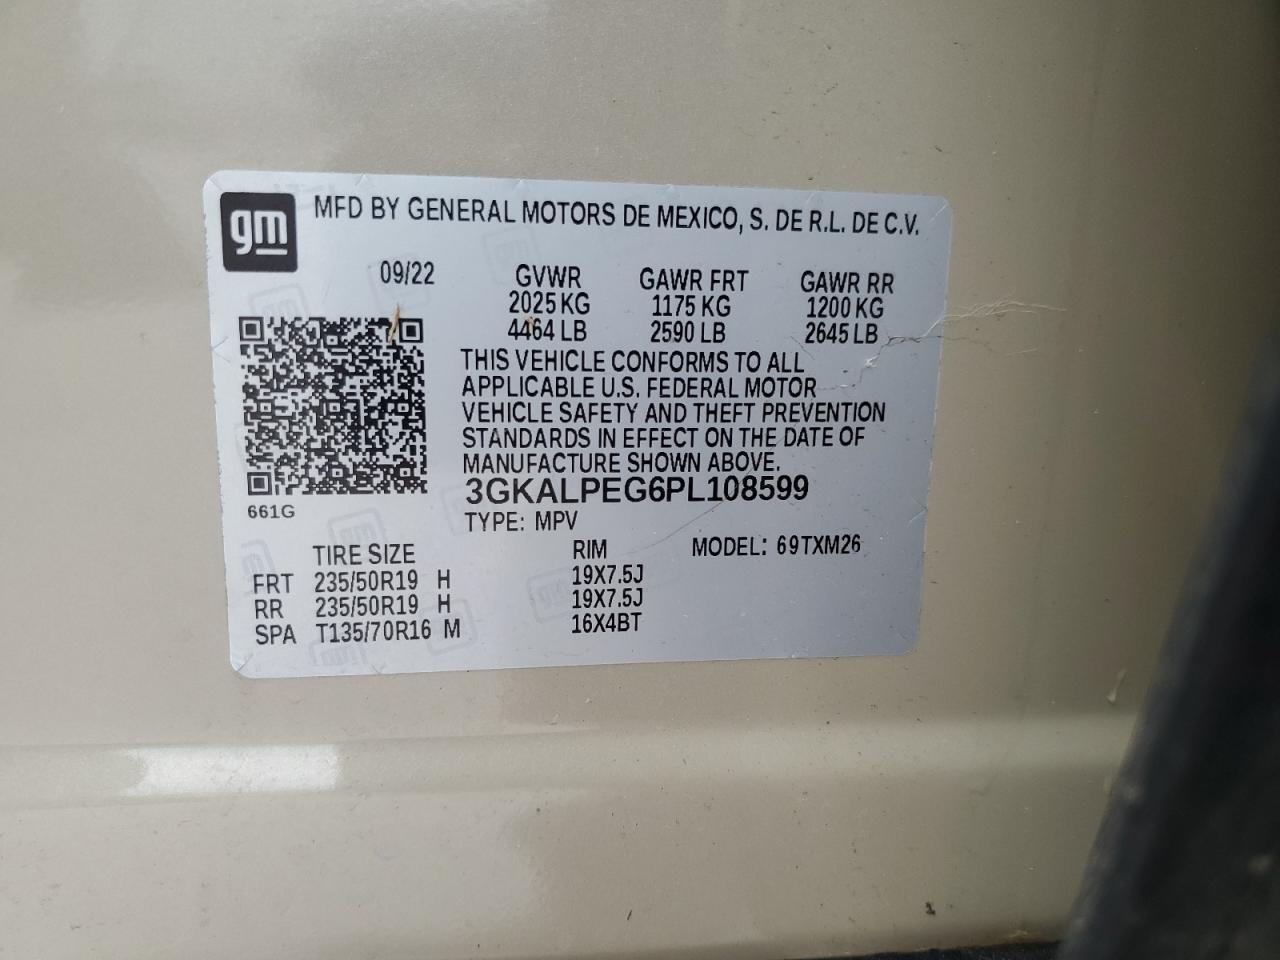 gm
MFD BY GENERAL MOTORS DE MEXICO, S. DE R.L. DE C.V.
09/22 GVWR GAWR FRT GAWR RR
2025 KG 1175 KG 1200 KG
4464 LB 2590 LB 2645 LB
THIS VEHICLE CONFORMS TO ALL
APPLICABLE U.S. FEDERAL MOTOR
VEHICLE SAFETY AND THEFT PREVENTION
STANDARDS IN EFFECT ON THE DATE OF
MANUFACTURE SHOWN ABOVE.
3GKALPEG6PL108599
661G
TYPE: MPV
TIRE SIZE RIM MODEL: 69TXM26
FRT 235/50R19 H 19X7.5J
RR 235/50R19 H 19X7.5J
SPA T135/70R16 M 16X4BT